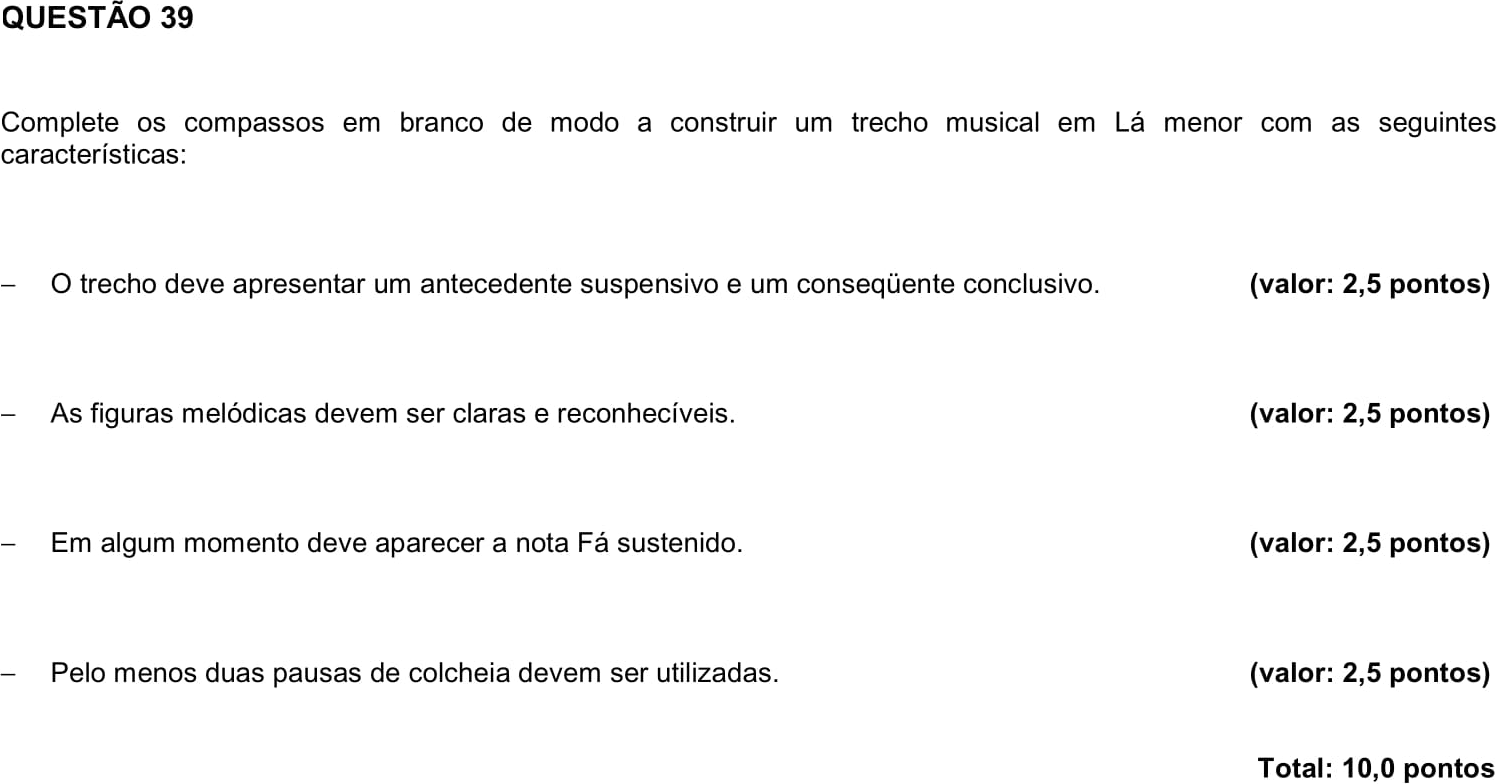 QUESTÃO 39
Complete os compassos em branco de modo a construir um trecho musical em Lá menor com as seguintes
características:
– O trecho deve apresentar um antecedente suspensivo e um conseqüente conclusivo. (valor: 2,5 pontos)
– As figuras melódicas devem ser claras e reconhecíveis. (valor: 2,5 pontos)
– Em algum momento deve aparecer a nota Fá sustenido. (valor: 2,5 pontos)
– Pelo menos duas pausas de colcheia devem ser utilizadas. (valor: 2,5 pontos)
Total: 10,0 pontos